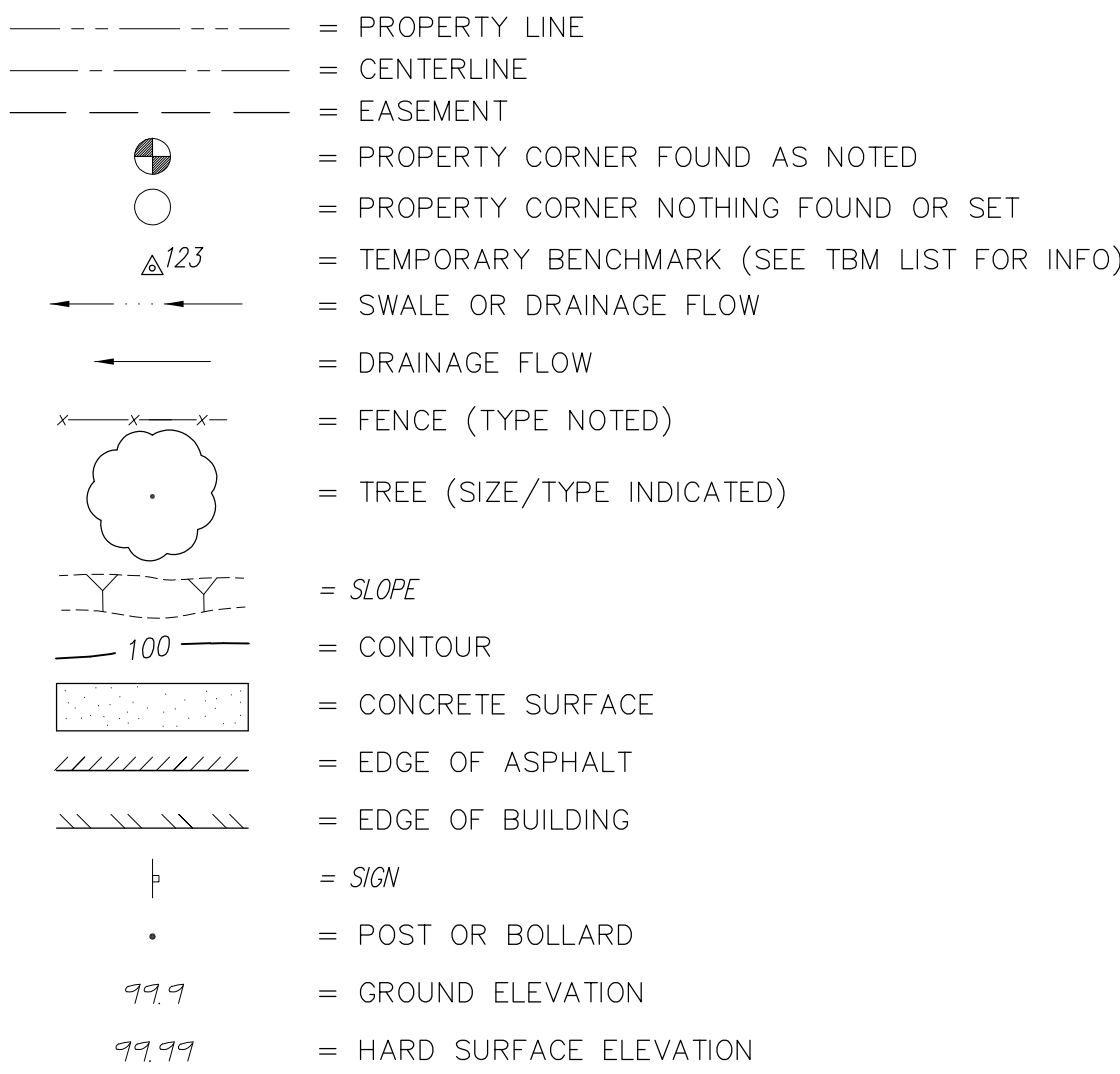 = PROPERTY LINE
= CENTERLINE
= EASEMENT
= PROPERTY CORNER FOUND AS NOTED
= PROPERTY CORNER NOTHING FOUND OR SET
123 = TEMPORARY BENCHMARK (SEE TBM LIST FOR INFO)
= SWALE OR DRAINAGE FLOW
= DRAINAGE FLOW
x x x = FENCE (TYPE NOTED)
= TREE (SIZE/TYPE INDICATED)
= SLOPE
100 = CONTOUR
= CONCRETE SURFACE
= EDGE OF ASPHALT
= EDGE OF BUILDING
= SIGN
= POST OR BOLLARD
99.9 = GROUND ELEVATION
99.99 = HARD SURFACE ELEVATION